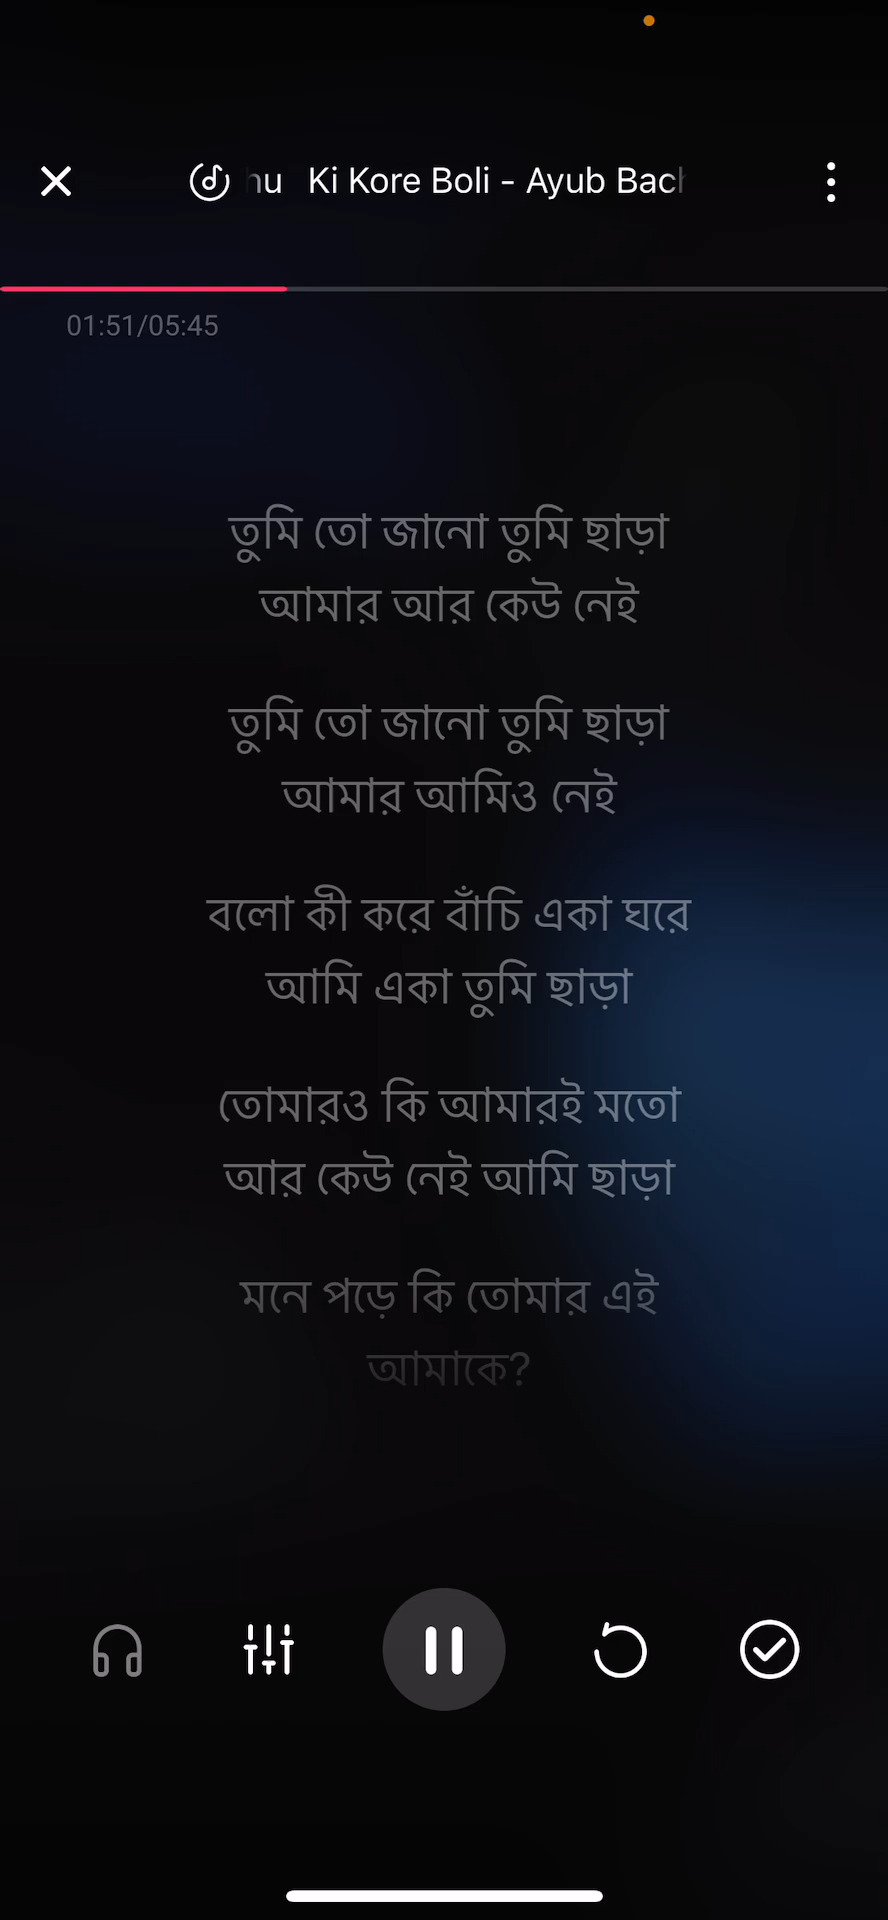 hu Ki Kore Boli - Ayub Bach
01:51/05:45
তুমি তো জানো তুমি ছাড়া
আমার আর কেউ নেই
তুমি তো জানো তুমি ছাড়া
আমার আমিও নেই
বলো কী করে বাঁচি একা ঘরে
আমি একা তুমি ছাড়া
তোমারও কি আমারই মতো
আর কেউ নেই আমি ছাড়া
মনে পড়ে কি তোমার এই
আমাকে?